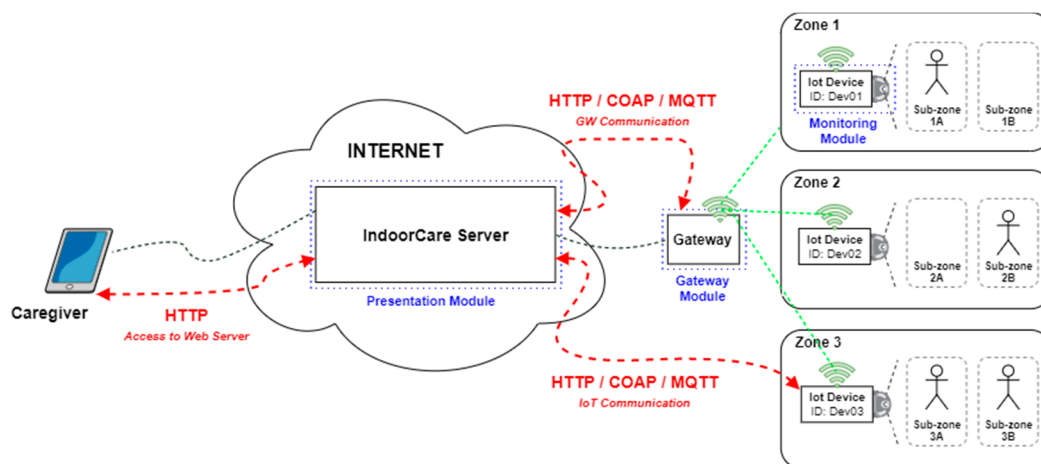 Zone 1
Iot Device
ID: Dev01
Monitoring
Module
Sub-zone
1A
Sub-zone
1B
HTTP / COAP / MQTT
GW Communication
INTERNET
IndoorCare Server
Presentation Module
Gateway
Gateway
Module
Zone 2
Iot Device
ID: Dev02
Sub-zone
2A
Sub-zone
2B
Caregiver
HTTP
Access to Web Server
HTTP / COAP / MQTT
IoT Communication
Zone 3
Iot Device
ID: Dev03
Sub-zone
3A
Sub-zone
3B